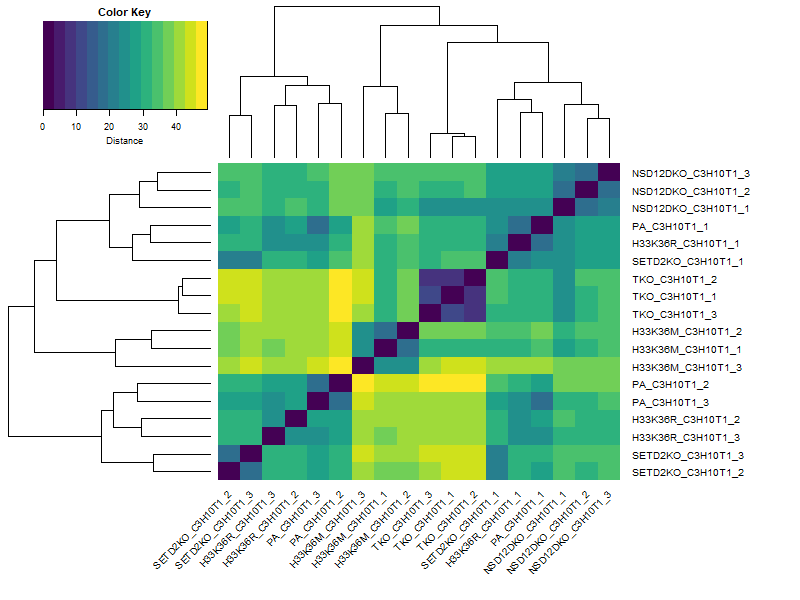 Color Key
0 10 20 30 40
Distance
NSD12DKO_C3H10T1_3
NSD12DKO_C3H10T1_2
NSD12DKO_C3H10T1_1
PA_C3H10T1_1
H33K36R_C3H10T1_1
SETD2KO_C3H10T1_1
TKO_C3H10T1_2
TKO_C3H10T1_1
TKO_C3H10T1_3
H33K36M_C3H10T1_2
H33K36M_C3H10T1_1
H33K36M_C3H10T1_3
PA_C3H10T1_2
PA_C3H10T1_3
H33K36R_C3H10T1_2
H33K36R_C3H10T1_3
SETD2KO_C3H10T1_3
SETD2KO_C3H10T1_2
SETD2KO_C3H10T1_2
SETD2KO_C3H10T1_3
H33K36R_C3H10T1_3
H33K36R_C3H10T1_2
PA_C3H10T1_3
PA_C3H10T1_2
H33K36M_C3H10T1_3
H33K36M_C3H10T1_1
H33K36M_C3H10T1_2
TKO_C3H10T1_3
TKO_C3H10T1_1
TKO_C3H10T1_2
SETD2KO_C3H10T1_1
H33K36R_C3H10T1_1
PA_C3H10T1_1
NSD12DKO_C3H10T1_1
NSD12DKO_C3H10T1_2
NSD12DKO_C3H10T1_3